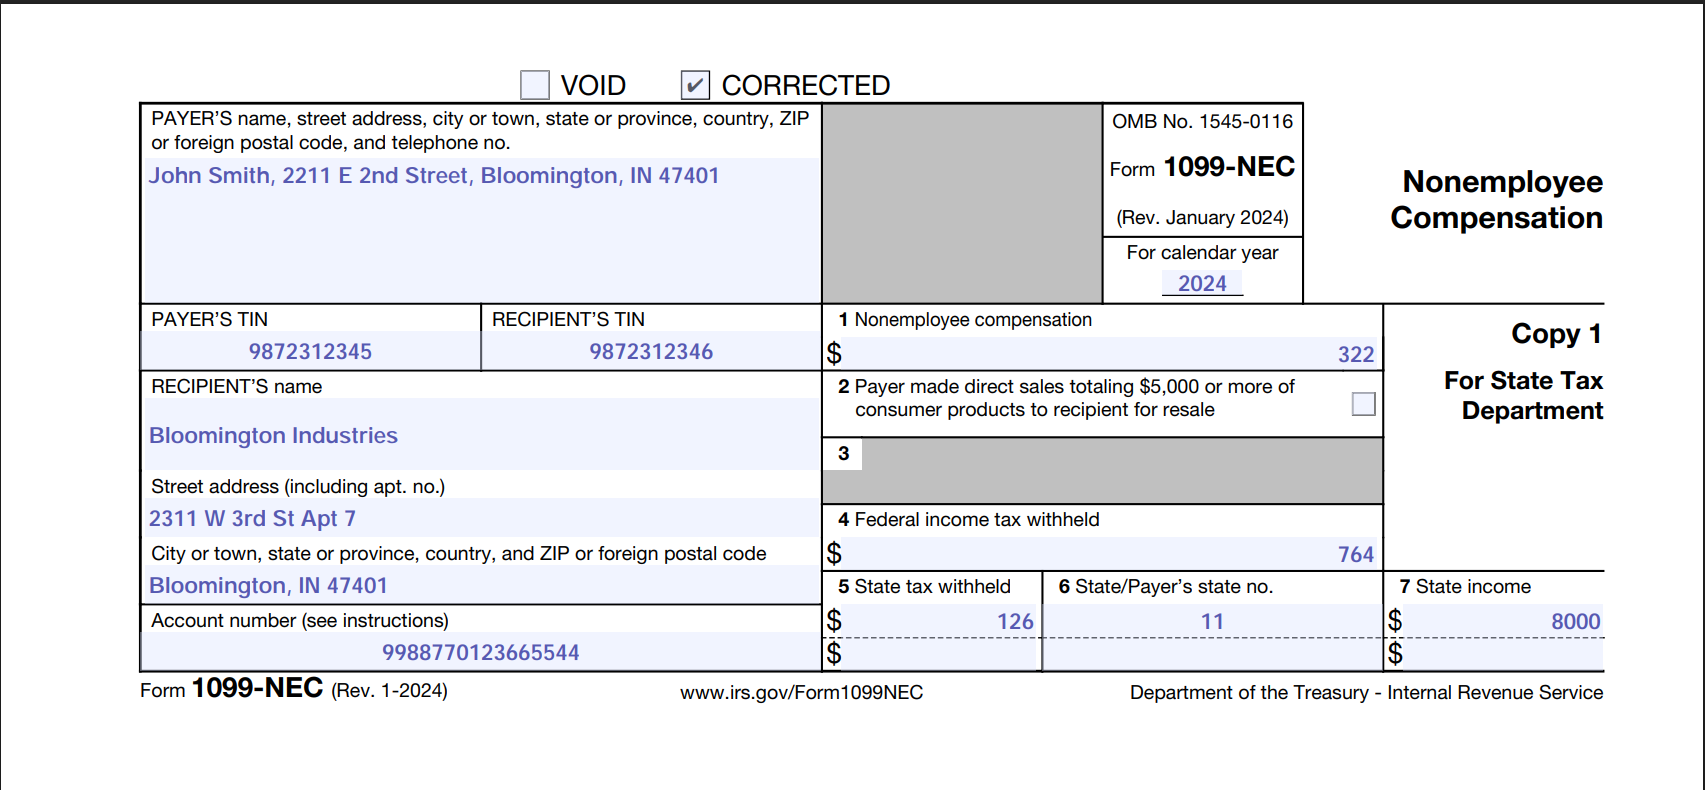 VOID ✔ CORRECTED
PAYER’S name, street address, city or town, state or province, country, ZIP
or foreign postal code, and telephone no.
John Smith, 2211 E 2nd Street, Bloomington, IN 47401
OMB No. 1545-0116
Form 1099-NEC
(Rev. January 2024)
For calendar year
2024
Nonemployee
Compensation
PAYER’S TIN
9872312345
RECIPIENT’S TIN
9872312346
1 Nonemployee compensation
$ 322
Copy 1
For State Tax
Department
RECIPIENT’S name
Bloomington Industries
2 Payer made direct sales totaling $5,000 or more of
consumer products to recipient for resale
3
Street address (including apt. no.)
2311 W 3rd St Apt 7
4 Federal income tax withheld
$ 764
City or town, state or province, country, and ZIP or foreign postal code
Bloomington, IN 47401
5 State tax withheld
$ 126
$
6 State/Payer’s state no.
11
7 State income
$ 8000
$
Account number (see instructions)
9988770123665544
Form 1099-NEC (Rev. 1-2024)
www.irs.gov/Form1099NEC
Department of the Treasury - Internal Revenue Service